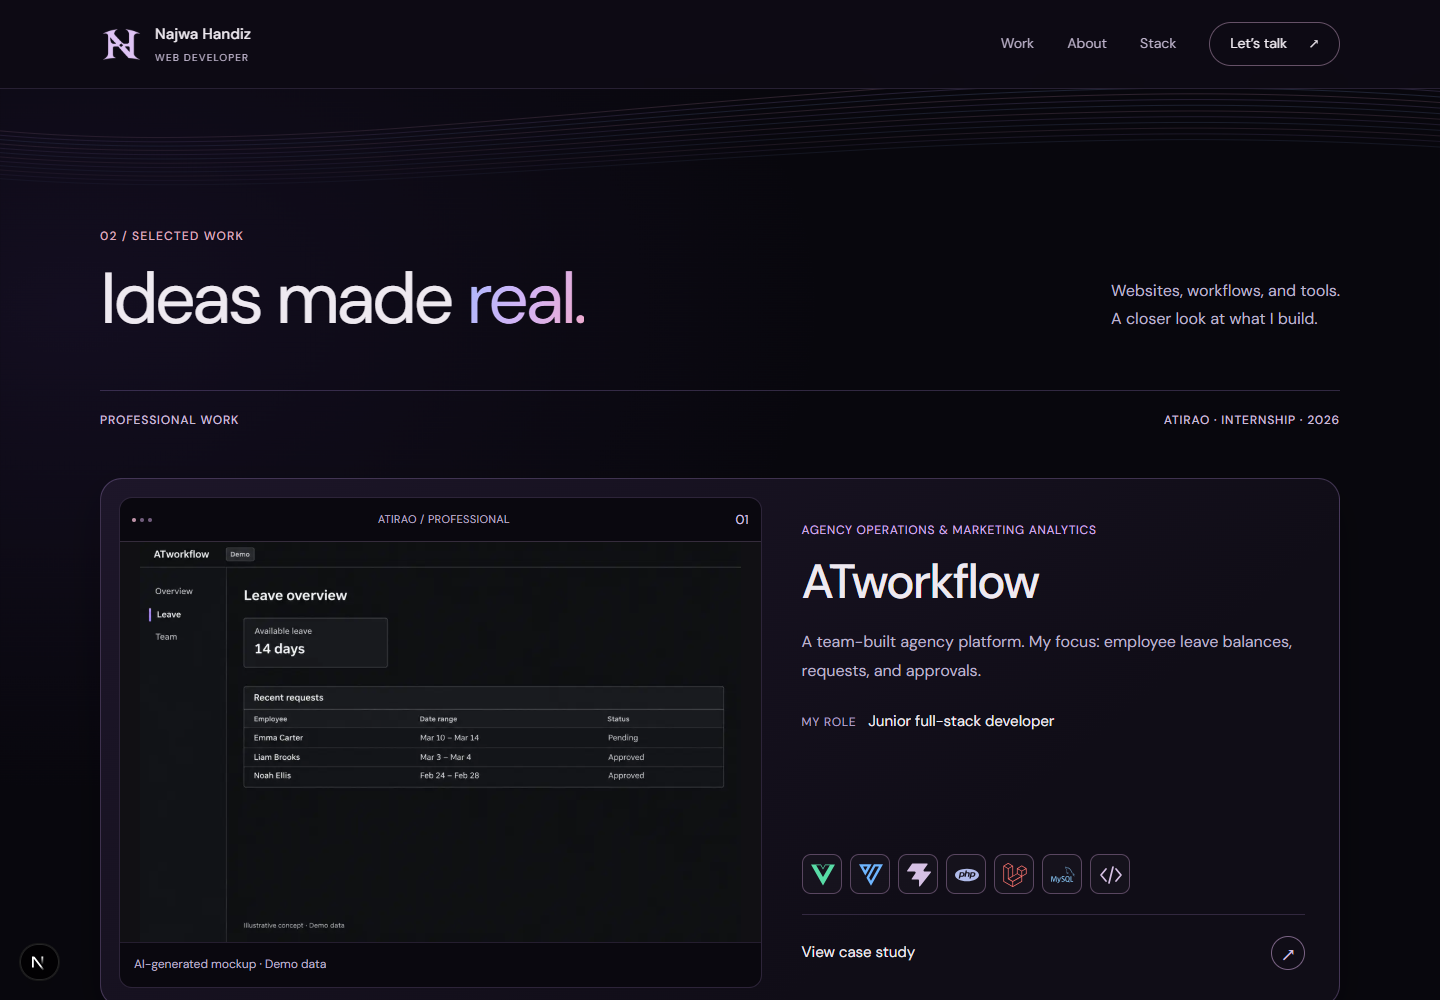 Najwa Handiz
WEB DEVELOPER
Work
About
Stack
Let's talk ↗
02 / SELECTED WORK
Ideas made real.
Websites, workflows, and tools.
A closer look at what I build.
PROFESSIONAL WORK
ATIRAO · INTERNSHIP · 2026
ATIRAO / PROFESSIONAL
01
ATworkflow
Demo
Overview
Leave
Team
Leave overview
Available leave
14 days
Recent requests
Employee Date range Status
Emma Carter Mar 10 – Mar 14 Pending
Liam Brooks Mar 3 – Mar 4 Approved
Noah Ellis Feb 24 – Feb 28 Approved
Illustrative concept · Demo data
AI-generated mockup · Demo data
AGENCY OPERATIONS & MARKETING ANALYTICS
ATworkflow
A team-built agency platform. My focus: employee leave balances,
requests, and approvals.
MY ROLE Junior full-stack developer
php
MySQL
</>
View case study ↗
N